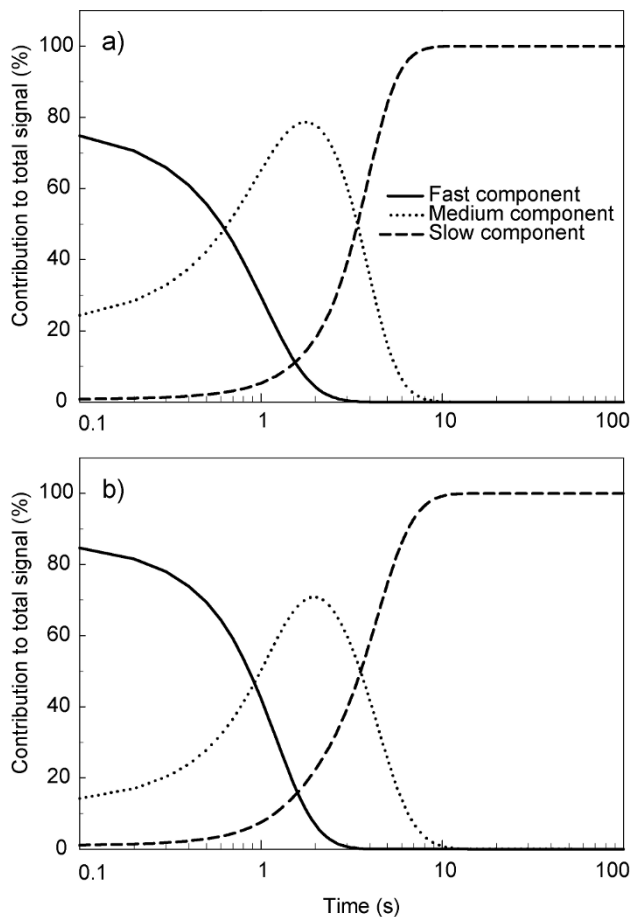 a)
100
80
60
40
20
0
Contribution to total signal (%)
Fast component
Medium component
Slow component
0.1 1 10 100
b)
100
80
60
40
20
0
Contribution to total signal (%)
0.1 1 10 100
Time (s)